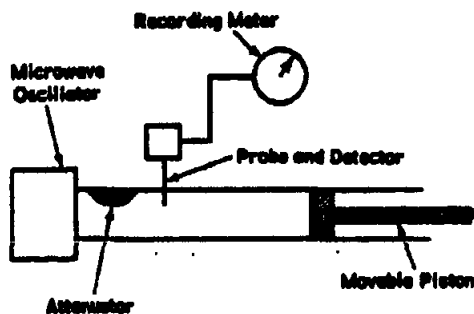 Recording Meter
Microwave
Oscillator
Probe and Detector
Movable Piston
Attenuator